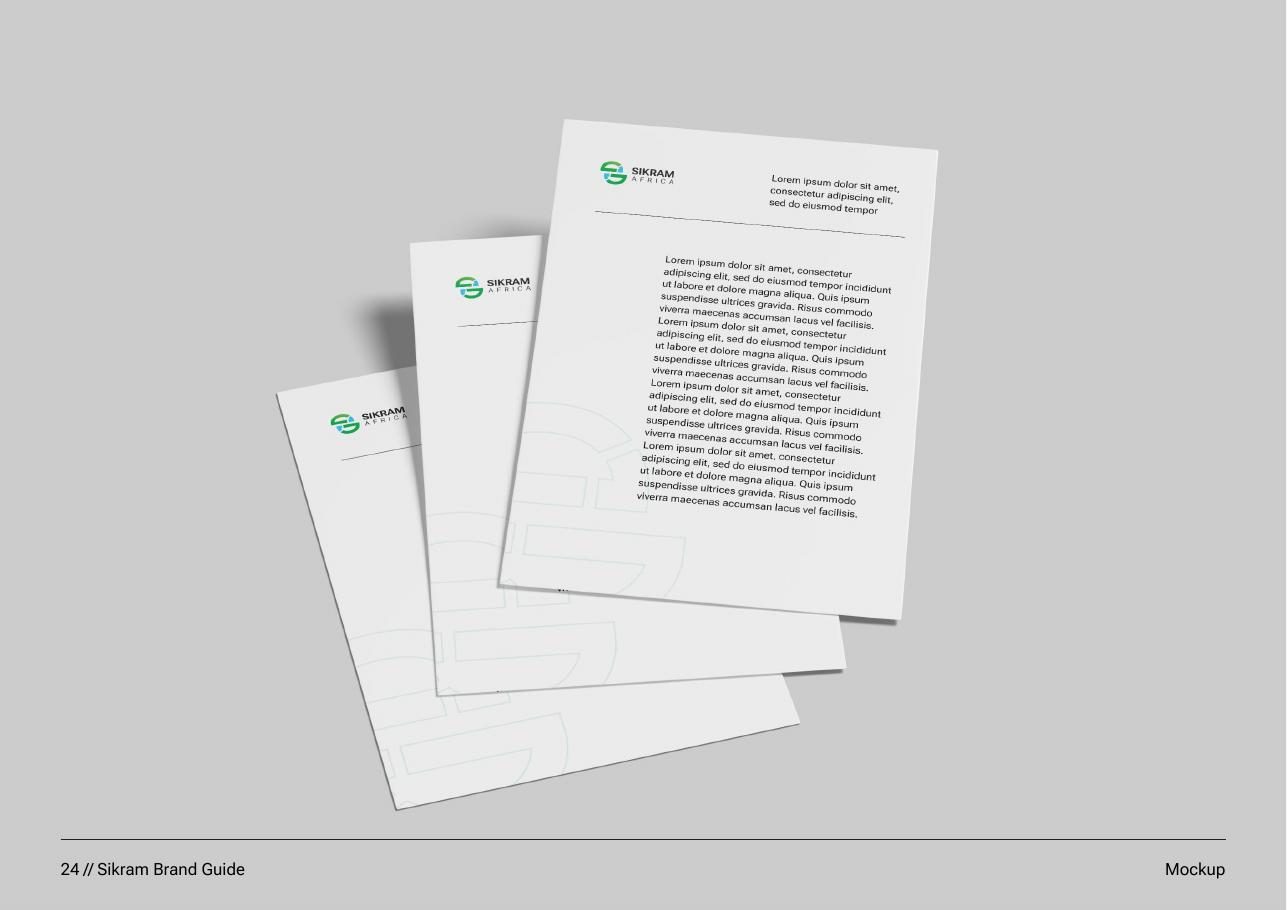 SIKRAM
AFRICA
Lorem ipsum dolor sit amet,
consectetur adipiscing elit,
sed do eiusmod tempor
Lorem ipsum dolor sit amet, consectetur
adipiscing elit, sed do eiusmod tempor incididunt
ut labore et dolore magna aliqua. Quis ipsum
suspendisse ultrices gravida. Risus commodo
viverra maecenas accumsan lacus vel facilisis.
Lorem ipsum dolor sit amet, consectetur
adipiscing elit, sed do eiusmod tempor incididunt
ut labore et dolore magna aliqua. Quis ipsum
suspendisse ultrices gravida. Risus commodo
viverra maecenas accumsan lacus vel facilisis.
Lorem ipsum dolor sit amet, consectetur
adipiscing elit, sed do eiusmod tempor incididunt
ut labore et dolore magna aliqua. Quis ipsum
suspendisse ultrices gravida. Risus commodo
viverra maecenas accumsan lacus vel facilisis.
Lorem ipsum dolor sit amet, consectetur
adipiscing elit, sed do eiusmod tempor incididunt
ut labore et dolore magna aliqua. Quis ipsum
suspendisse ultrices gravida. Risus commodo
viverra maecenas accumsan lacus vel facilisis.
SIKRAM
AFRICA
SIKRAM
AFRICA
24 // Sikram Brand Guide
Mockup